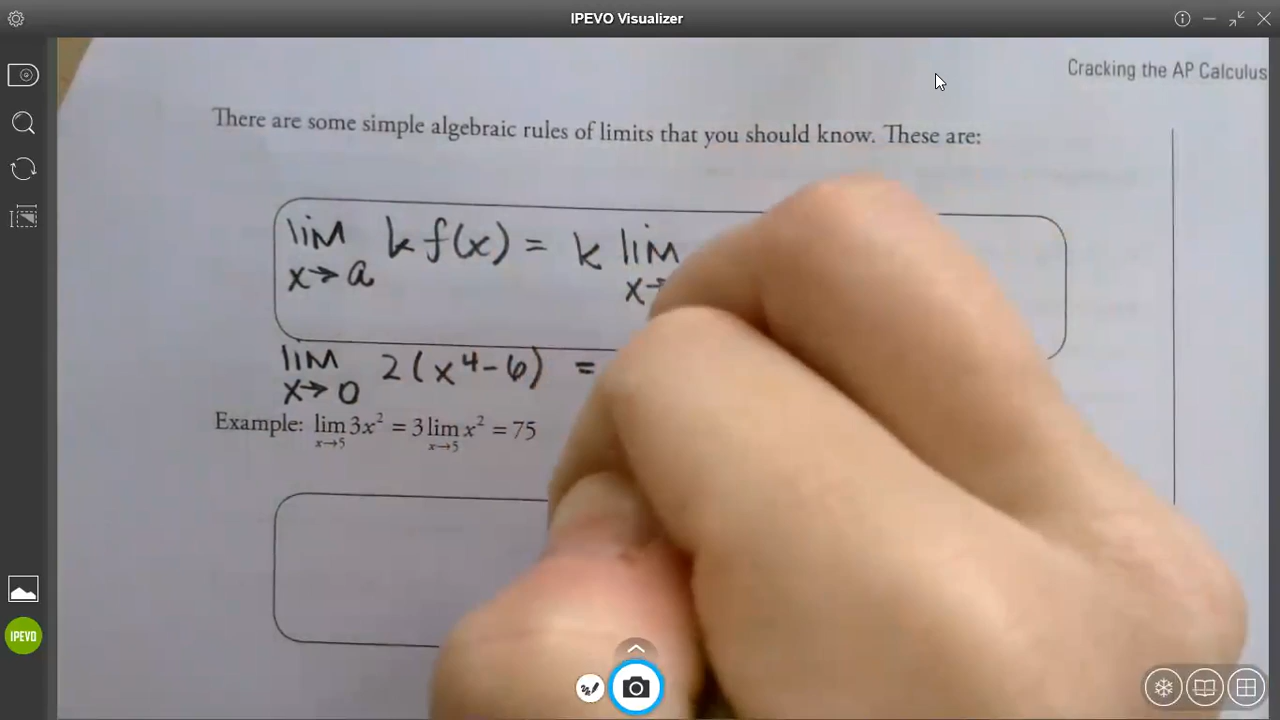 IPEVO Visualizer
Cracking the AP Calculus
There are some simple algebraic rules of limits that you should know. These are:
lim k f(x) = k lim
x→a x→
lim 2(x⁴-6) =
x→0
Example: lim 3x² = 3 lim x² = 75
x→5 x→5
IPEVO